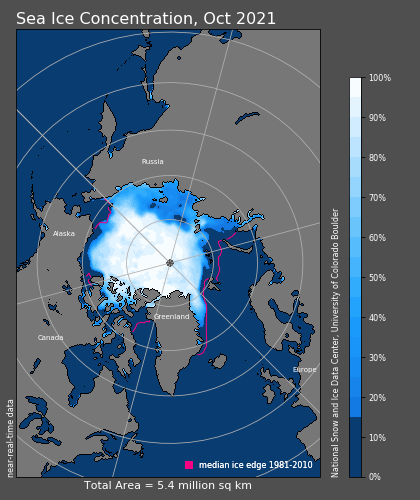 Sea Ice Concentration, Oct 2021
Russia
Alaska
Greenland
Canada
Europe
near-real-time data
median ice edge 1981-2010
Total Area = 5.4 million sq km
National Snow and Ice Data Center, University of Colorado Boulder
100%
90%
80%
70%
60%
50%
40%
30%
20%
10%
0%